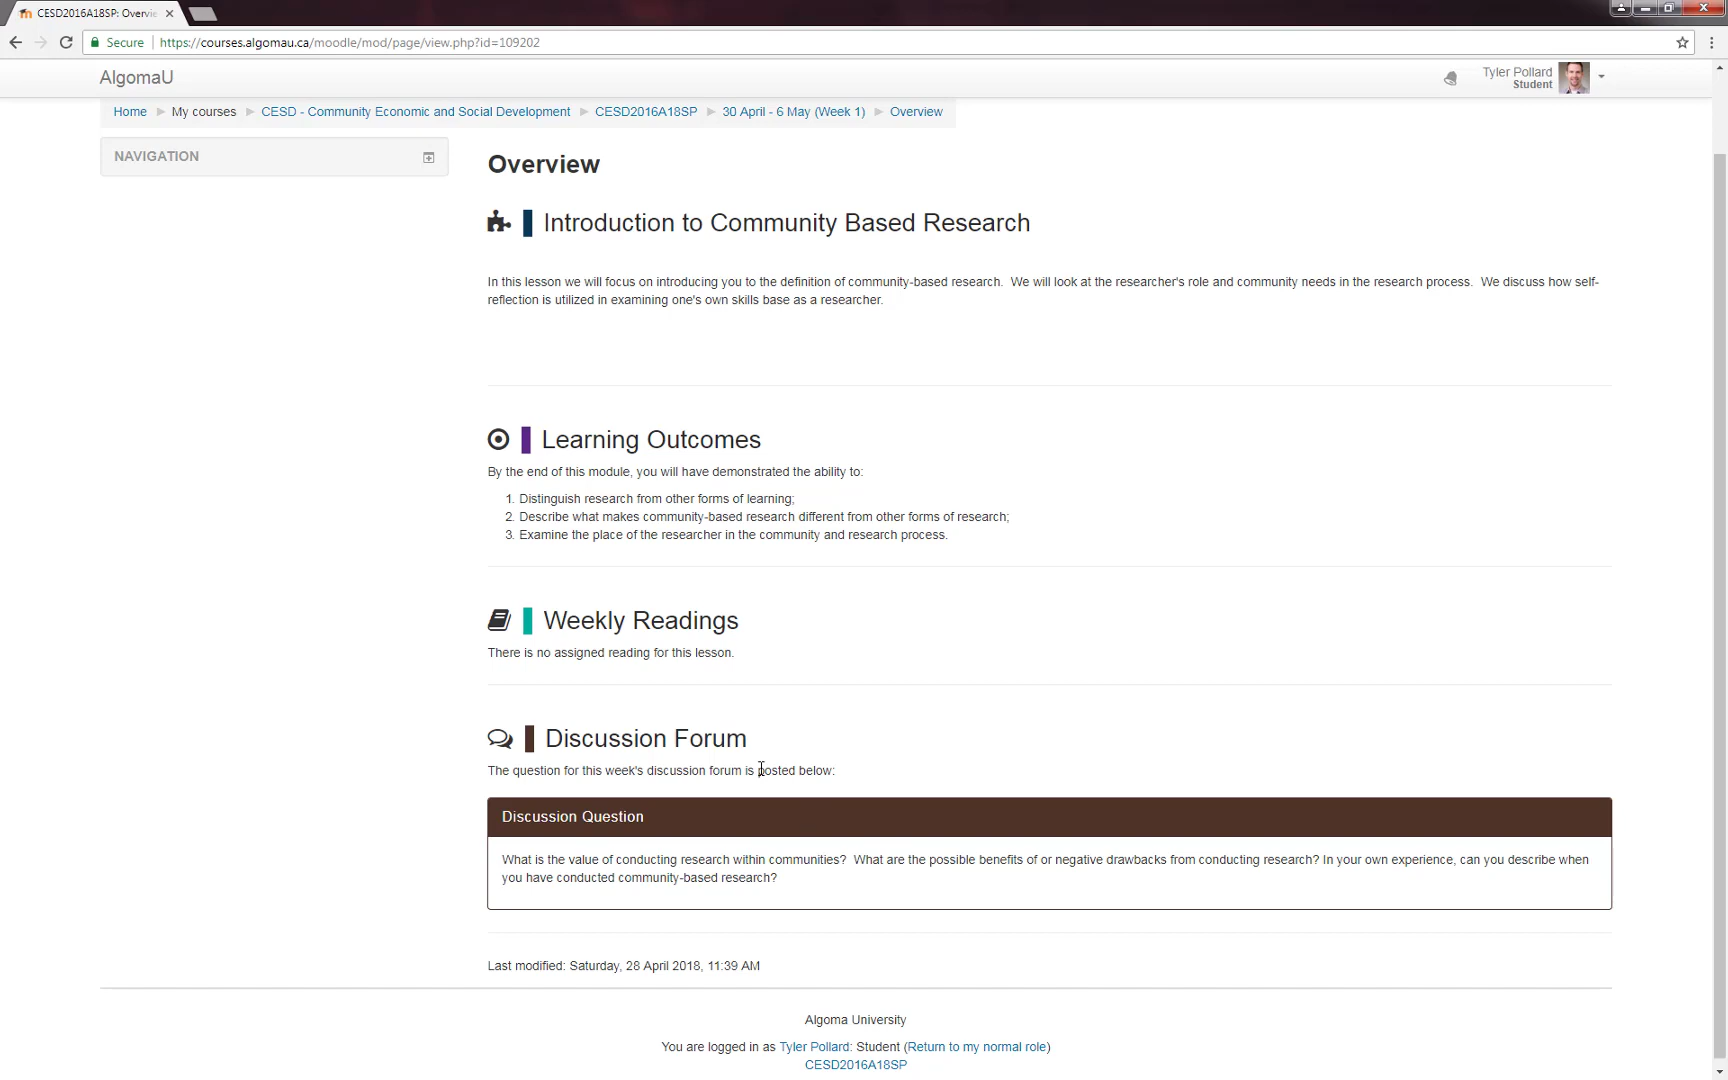 CESD2016A18SP: Overvie
Secure https://courses.algomau.ca/moodle/mod/page/view.php?id=109202
AlgomaU
Tyler Pollard
Student
Home My courses CESD - Community Economic and Social Development CESD2016A18SP 30 April - 6 May (Week 1) Overview
NAVIGATION
Overview
Introduction to Community Based Research
In this lesson we will focus on introducing you to the definition of community-based research. We will look at the researcher's role and community needs in the research process. We discuss how self-
reflection is utilized in examining one's own skills base as a researcher.
Learning Outcomes
By the end of this module, you will have demonstrated the ability to:
1. Distinguish research from other forms of learning;
2. Describe what makes community-based research different from other forms of research;
3. Examine the place of the researcher in the community and research process.
Weekly Readings
There is no assigned reading for this lesson.
Discussion Forum
The question for this week's discussion forum is posted below:
Discussion Question
What is the value of conducting research within communities? What are the possible benefits of or negative drawbacks from conducting research? In your own experience, can you describe when
you have conducted community-based research?
Last modified: Saturday, 28 April 2018, 11:39 AM
Algoma University
You are logged in as Tyler Pollard: Student (Return to my normal role)
CESD2016A18SP